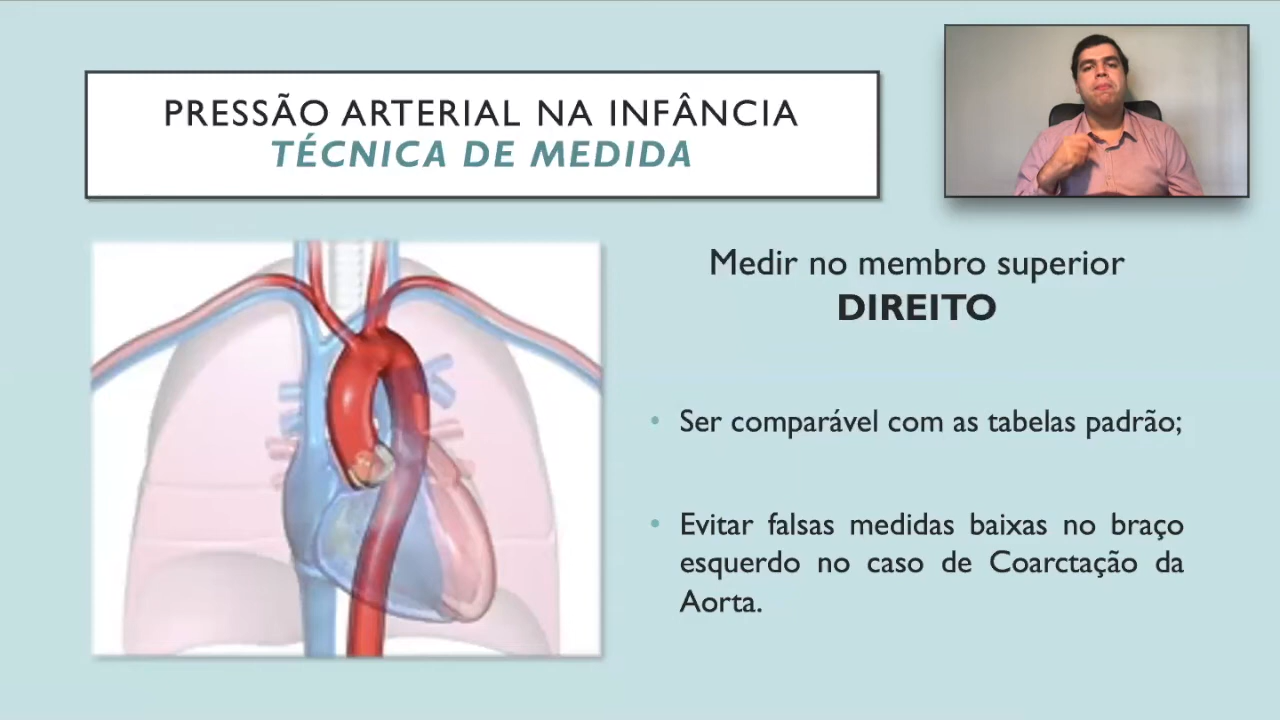 PRESSÃO ARTERIAL NA INFÂNCIA
TÉCNICA DE MEDIDA
Medir no membro superior
DIREITO
• Ser comparável com as tabelas padrão;
• Evitar falsas medidas baixas no braço
esquerdo no caso de Coarctação da
Aorta.